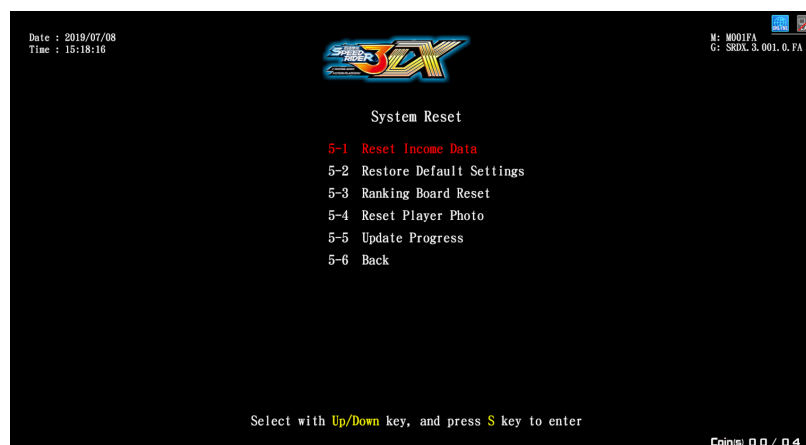 Date : 2019/07/08
Time : 15:18:16
SPEED RIDER 3 DX
ONLINE
M: M001FA
G: SRDX.3.001.0.FA
System Reset
5-1 Reset Income Data
5-2 Restore Default Settings
5-3 Ranking Board Reset
5-4 Reset Player Photo
5-5 Update Progress
5-6 Back
Select with Up/Down key, and press S key to enter
Coin(s) 0 0 / 0 4